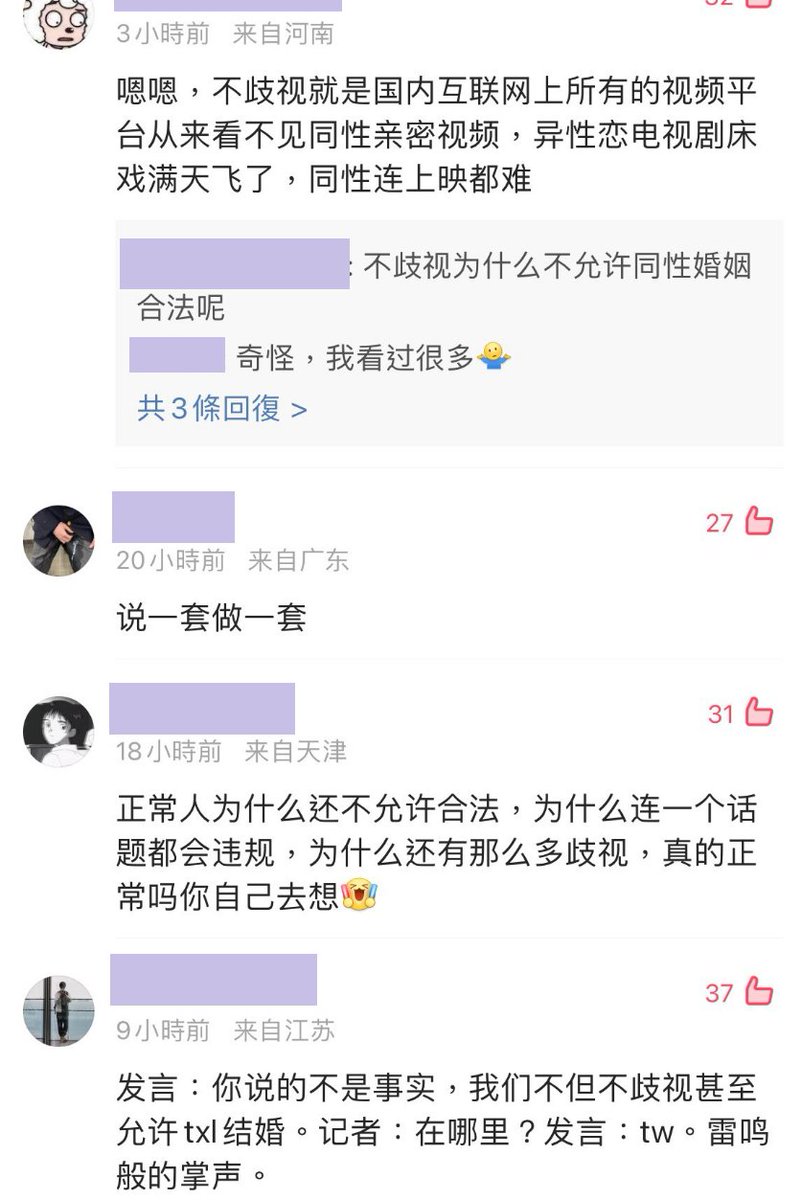 3小時前 来自河南
嗯嗯，不歧视就是国内互联网上所有的视频平
台从来看不见同性亲密视频，异性恋电视剧床
戏满天飞了，同性连上映都难
: 不歧视为什么不允许同性婚姻
合法呢
奇怪，我看过很多🤷
共3條回復 >
27
20小時前 来自广东
说一套做一套
31
18小時前 来自天津
正常人为什么还不允许合法，为什么连一个话
题都会违规，为什么还有那么多歧视，真的正
常吗你自己去想
37
9小時前 来自江苏
发言：你说的不是事实，我们不但不歧视甚至
允许txl结婚。记者：在哪里？发言：tw。雷鸣
般的掌声。